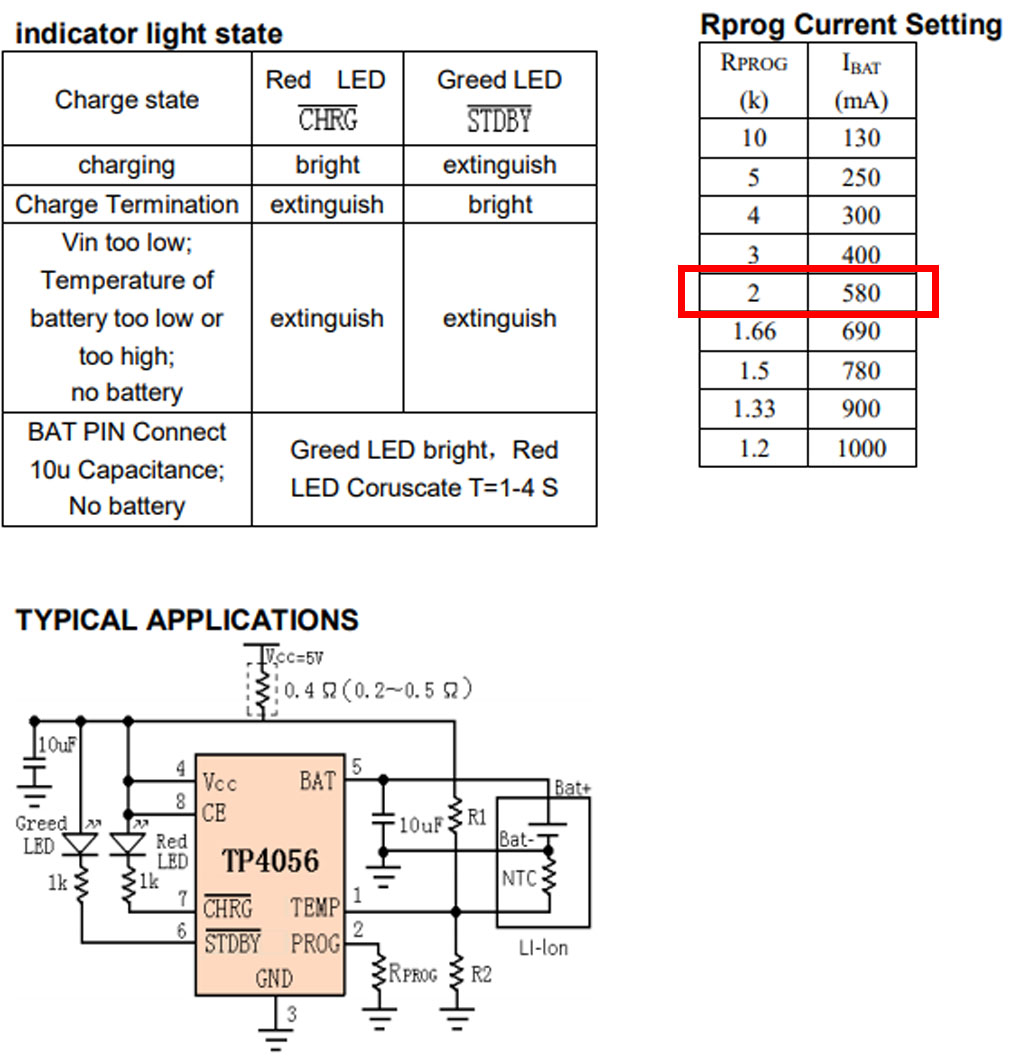 indicator light state
Charge state
Red LED
CHRG
Greed LED
STDBY
charging
bright
extinguish
Charge Termination
extinguish
bright
Vin too low;
Temperature of
battery too low or
too high;
no battery
extinguish
extinguish
BAT PIN Connect
10u Capacitance;
No battery
Greed LED bright, Red
LED Coruscate T=1-4 S
Rprog Current Setting
RPROG
(k)
IBAT
(mA)
10 130
5 250
4 300
3 400
2 580
1.66 690
1.5 780
1.33 900
1.2 1000
TYPICAL APPLICATIONS
Vcc=5V
0.4Ω(0.2~0.5Ω)
10uF
Greed
LED
Red
LED
1k
1k
4
8
7
6
Vcc
CE
TP4056
CHRG
STDBY
GND
3
BAT
TEMP
PROG
5
1
2
10uF
R1
RPROG
R2
Bat+
Bat-
NTC
LI-lon